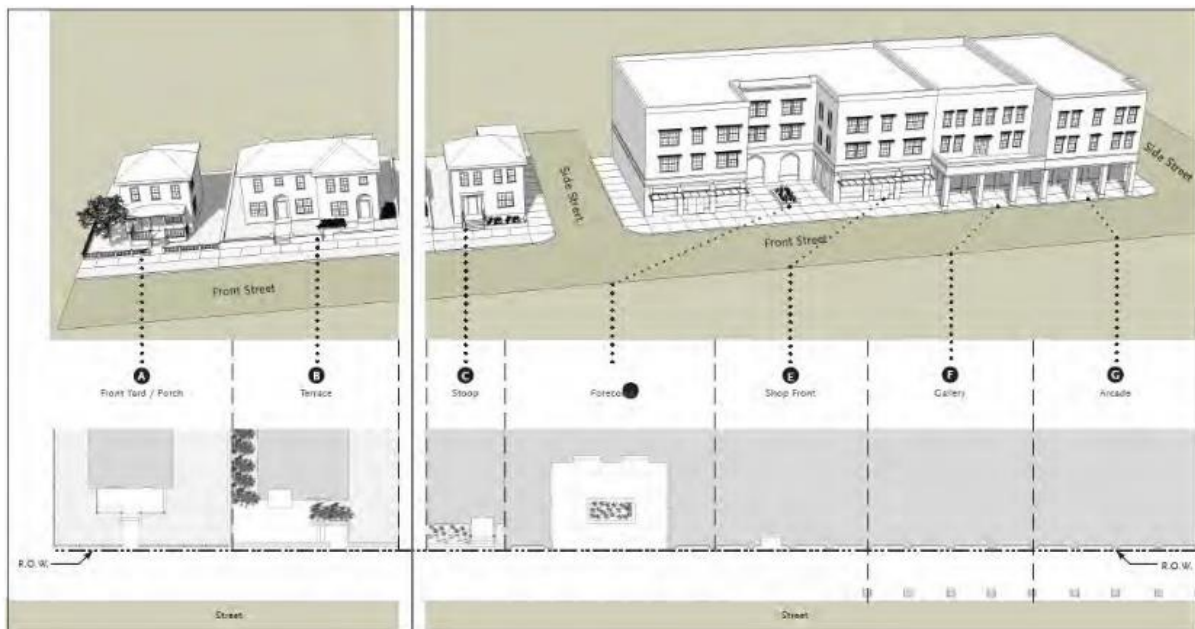 Side Street
Side Street
Front Street
Front Street
A
B
C
E
F
G
Front Yard / Porch
Terrace
Stoop
Shop Front
Gallery
Arcade
R.O.W.
R.O.W.
Street
Street